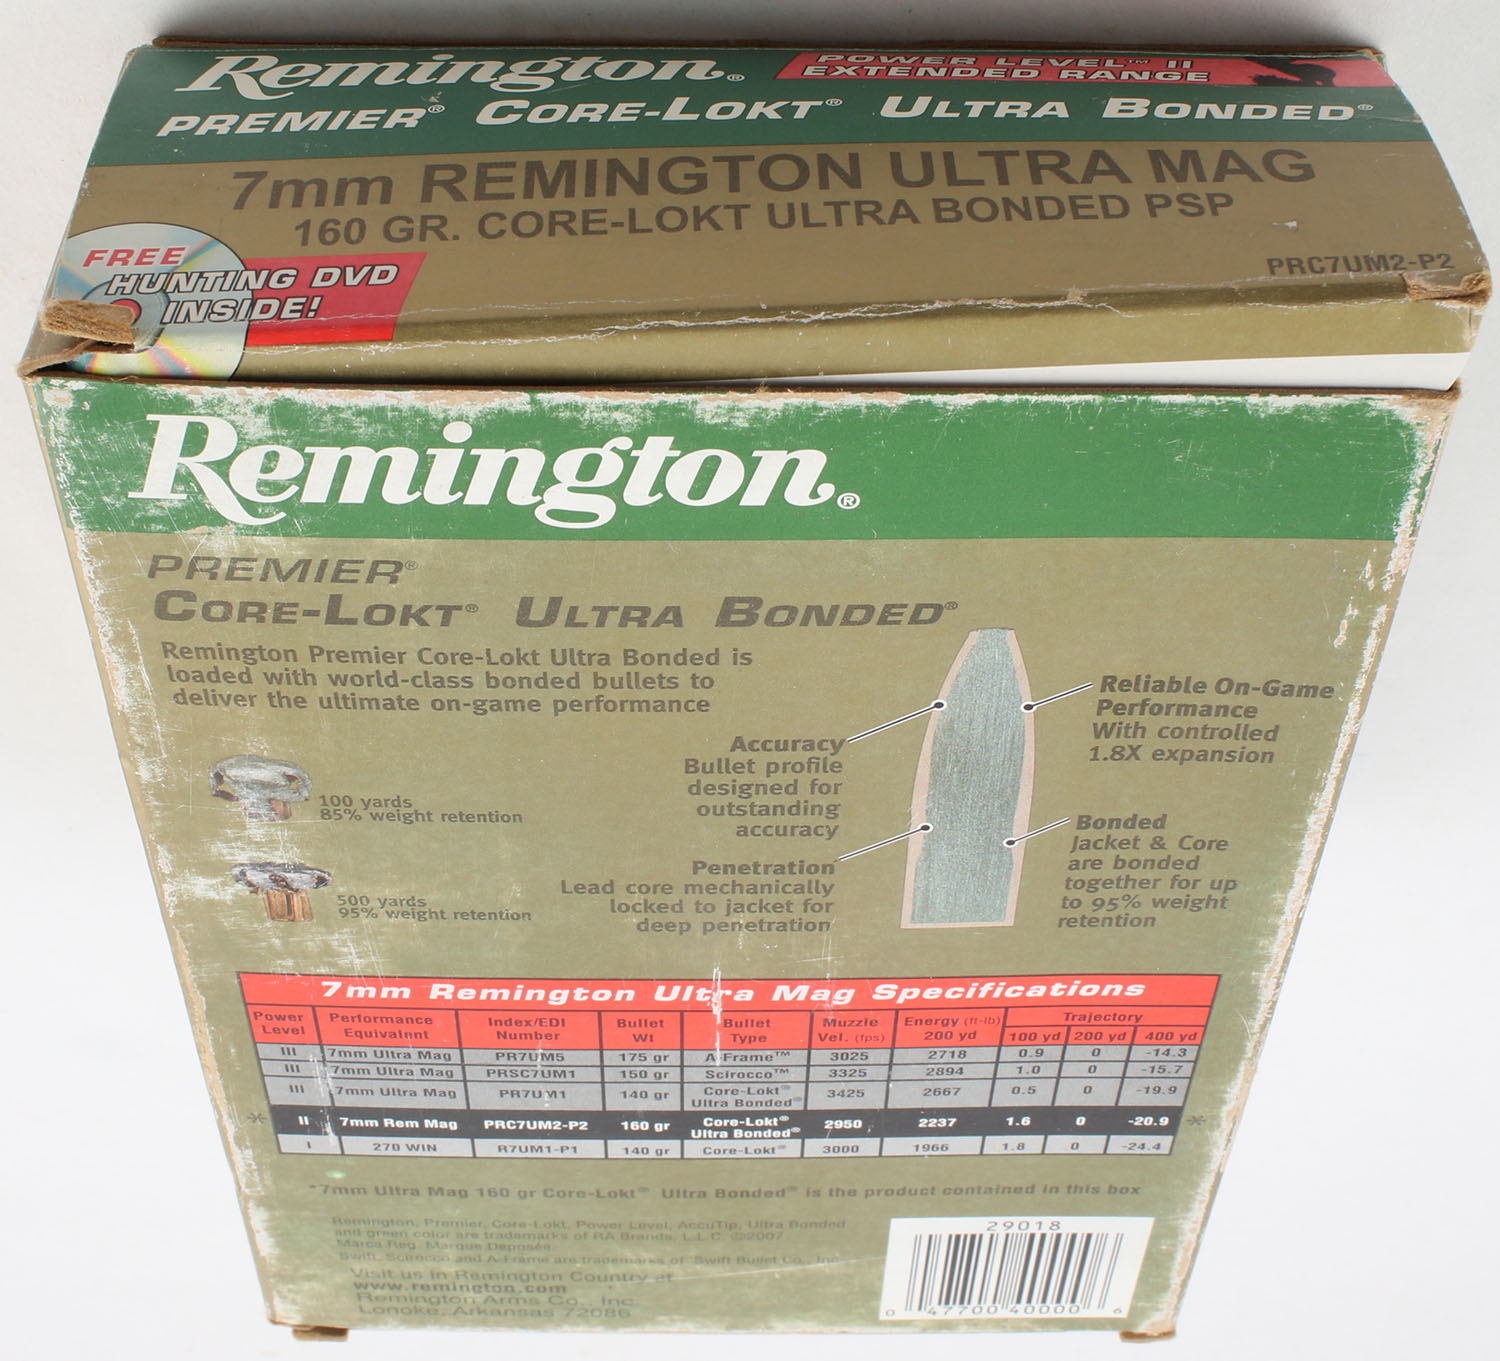 Remington®
POWER LEVEL™ II
EXTENDED RANGE
PREMIER® CORE-LOKT® ULTRA BONDED®
7mm REMINGTON ULTRA MAG
160 GR. CORE-LOKT ULTRA BONDED PSP
PRC7UM2-P2
FREE
HUNTING DVD
INSIDE!
Remington®
PREMIER®
CORE-LOKT® ULTRA BONDED®
Remington Premier Core-Lokt Ultra Bonded is
loaded with world-class bonded bullets to
deliver the ultimate on-game performance
100 yards
85% weight retention
500 yards
95% weight retention
Accuracy
Bullet profile
designed for
outstanding
accuracy
Penetration
Lead core mechanically
locked to jacket for
deep penetration
Reliable On-Game
Performance
With controlled
1.8X expansion
Bonded
Jacket & Core
are bonded
together for up
to 95% weight
retention
7mm Remington Ultra Mag Specifications
Power Level Performance Equivalnt Index/EDI Number Bullet Wt Bullet Type Muzzle Vel. (fps) Energy (ft-lb) 200 yd Trajectory 100 yd 200 yd 400 yd
III 7mm Ultra Mag PR7UM5 175 gr A-Frame™ 3025 2718 0.9 0 -14.3
III 7mm Ultra Mag PRSC7UM1 150 gr Scirocco™ 3325 2894 1.0 0 -15.7
III 7mm Ultra Mag PR7UM1 140 gr Core-Lokt® Ultra Bonded® 3425 2667 0.5 0 -19.9
* II 7mm Rem Mag PRC7UM2-P2 160 gr Core-Lokt® Ultra Bonded® 2950 2237 1.6 0 -20.9 *
I 270 WIN R7UM1-P1 140 gr Core-Lokt® 3000 1966 1.8 0 -24.4
*7mm Ultra Mag 160 gr Core-Lokt® Ultra Bonded® is the product contained in this box
Remington, Premier, Core-Lokt, Power Level, AccuTip, Ultra Bonded
and green color are trademarks of RA Brands, L.L.C. ©2007
Marca Reg. Marque Deposée
Swift, Scirocco and A-Frame are trademarks of Swift Bullet Co., Inc.
Visit us in Remington Country at
www.remington.com
Remington Arms Co., Inc.
Lonoke, Arkansas 72086
29018
0 47700 40000 6